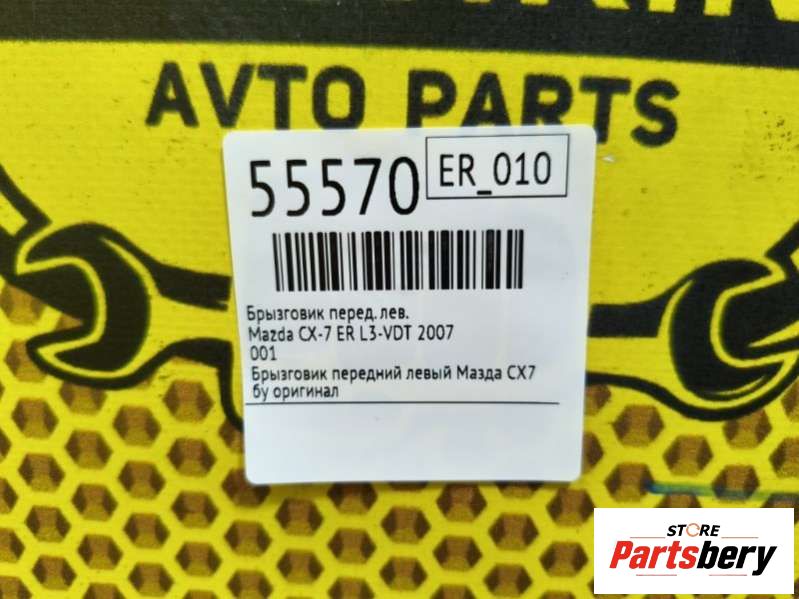 AVTO PARTS
55570
ER_010
Брызговик перед. лев.
Mazda CX-7 ER L3-VDT 2007
001
Брызговик передний левый Мазда СХ7
бу оригинал
STORE
Partsbery